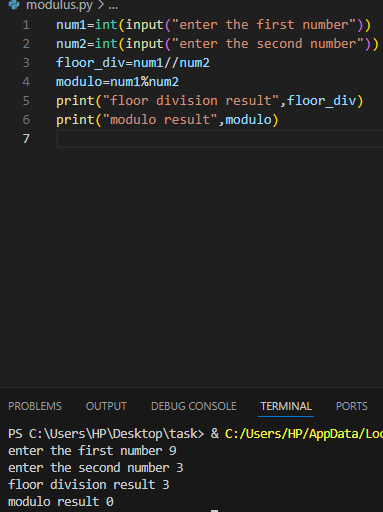 modulus.py > ...
1 num1=int(input("enter the first number"))
2 num2=int(input("enter the second number"))
3 floor_div=num1//num2
4 modulo=num1%num2
5 print("floor division result",floor_div)
6 print("modulo result",modulo)
7
PROBLEMS OUTPUT DEBUG CONSOLE TERMINAL PORTS
PS C:\Users\HP\Desktop\task> & C:/Users/HP/AppData/Loc
enter the first number 9
enter the second number 3
floor division result 3
modulo result 0